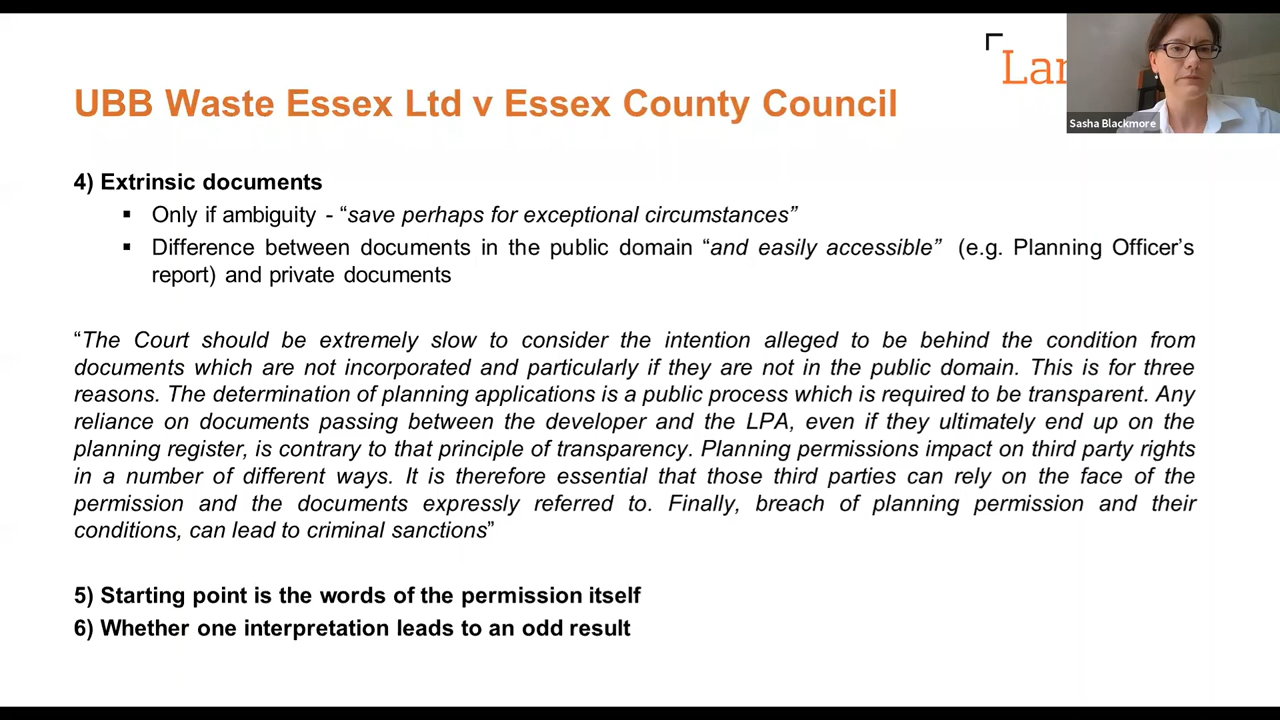 Lar
Sasha Blackmore
UBB Waste Essex Ltd v Essex County Council
4) Extrinsic documents
▪ Only if ambiguity - “save perhaps for exceptional circumstances”
▪ Difference between documents in the public domain “and easily accessible” (e.g. Planning Officer’s
report) and private documents
“The Court should be extremely slow to consider the intention alleged to be behind the condition from
documents which are not incorporated and particularly if they are not in the public domain. This is for three
reasons. The determination of planning applications is a public process which is required to be transparent. Any
reliance on documents passing between the developer and the LPA, even if they ultimately end up on the
planning register, is contrary to that principle of transparency. Planning permissions impact on third party rights
in a number of different ways. It is therefore essential that those third parties can rely on the face of the
permission and the documents expressly referred to. Finally, breach of planning permission and their
conditions, can lead to criminal sanctions”
5) Starting point is the words of the permission itself
6) Whether one interpretation leads to an odd result